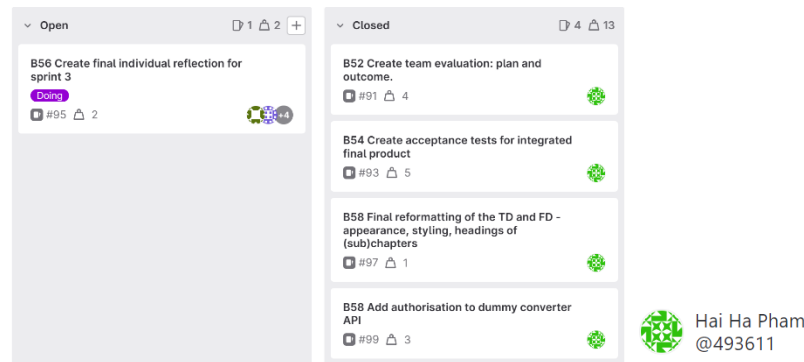 Open 1 2
B56 Create final individual reflection for
sprint 3
Doing
#95 2
+4
Closed 4 13
B52 Create team evaluation: plan and
outcome.
#91 4
B54 Create acceptance tests for integrated
final product
#93 5
B58 Final reformatting of the TD and FD -
appearance, styling, headings of
(sub)chapters
#97 1
B58 Add authorisation to dummy converter
API
#99 3
Hai Ha Pham
@493611